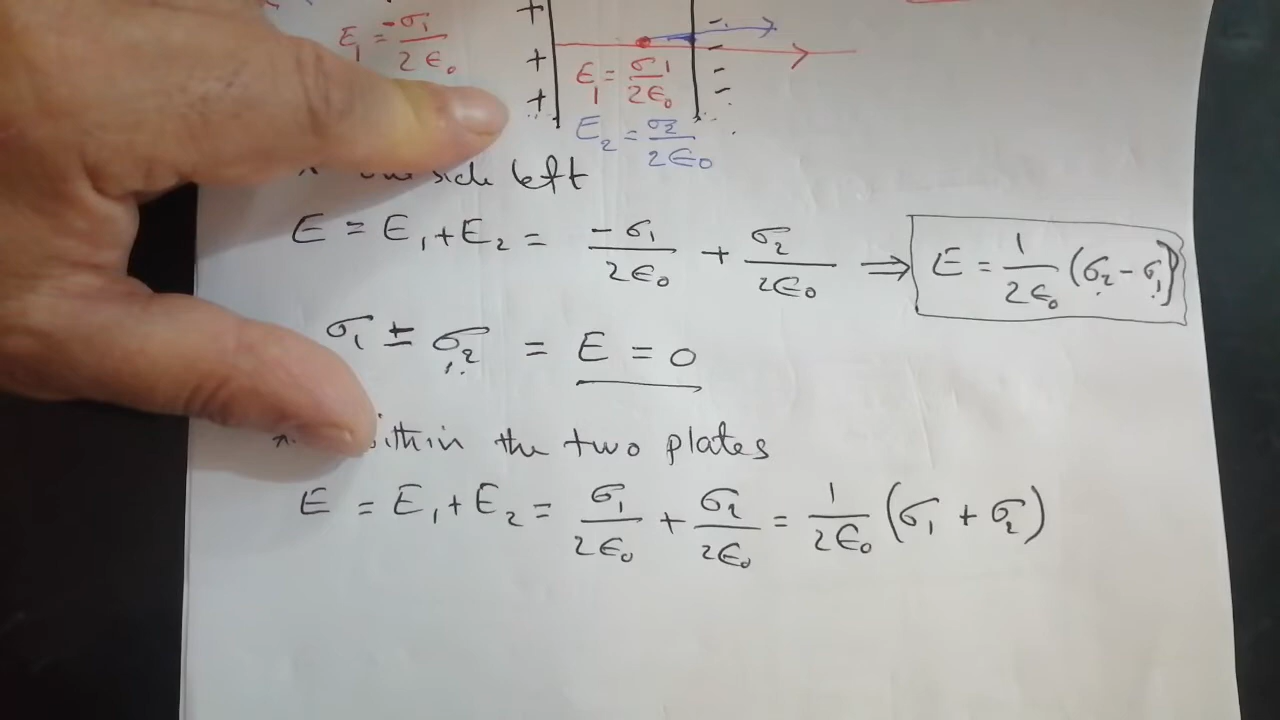 E₁ = -σ₁/2ϵ₀
+ -
+ -
+ -
-
E₁ = σ₁/2ϵ₀
E₂ = σ₂/2ϵ₀
side left
E = E₁ + E₂ = -σ₁/2ϵ₀ + σ₂/2ϵ₀ ⇒ E = 1/2ϵ₀ (σ₂ - σ₁)
σ₁ ± σ₂ = E = 0
within the two plates
E = E₁ + E₂ = σ₁/2ϵ₀ + σ₂/2ϵ₀ = 1/2ϵ₀ (σ₁ + σ₂)